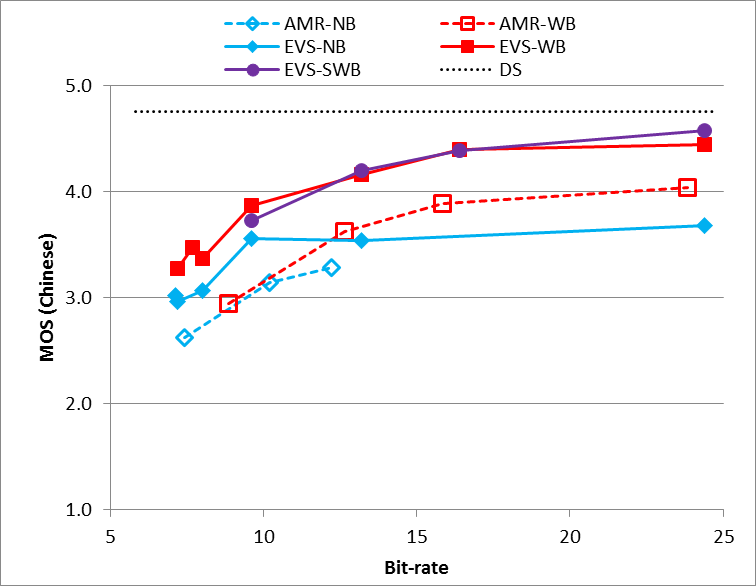 AMR-NB AMR-WB
EVS-NB EVS-WB
EVS-SWB DS
5.0
4.0
3.0
2.0
1.0
MOS (Chinese)
5 10 15 20 25
Bit-rate